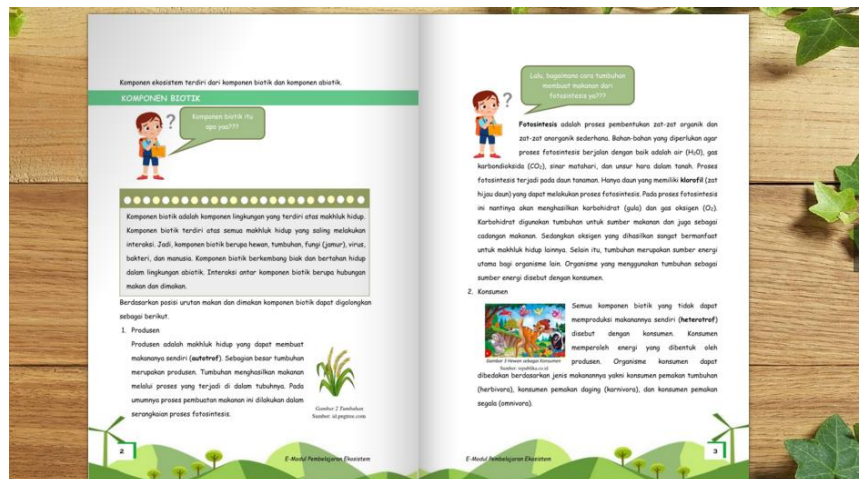 Komponen ekosistem terdiri dari komponen biotik dan komponen abiotik.
KOMPONEN BIOTIK
Komponen biotik itu
apa yaa???
Komponen biotik adalah komponen lingkungan yang terdiri atas makhluk hidup.
Komponen biotik terdiri atas semua makhluk hidup yang saling melakukan
interaksi. Jadi, komponen biotik berupa hewan, tumbuhan, fungi (jamur), virus,
bakteri, dan manusia. Komponen biotik berkembang biak dan bertahan hidup
dalam lingkungan abiotik. Interaksi antar komponen biotik berupa hubungan
makan dan dimakan.
Berdasarkan posisi urutan makan dan dimakan komponen biotik dapat digolongkan
sebagai berikut.
1. Produsen
Produsen adalah makhluk hidup yang dapat membuat
makananya sendiri (autotrof). Sebagian besar tumbuhan
merupakan produsen. Tumbuhan menghasilkan makanan
melalui proses yang terjadi di dalam tubuhnya. Pada
umumnya proses pembuatan makanan ini dilakukan dalam
serangkaian proses fotosintesis.
Gambar 2 Tumbuhan
Sumber: id.pngtree.com
2
E-Modul Pembelajaran Ekosistem
Lalu, bagaimana cara tumbuhan
membuat makanan dari
fotosintesis ya???
Fotosintesis adalah proses pembentukan zat-zat organik dan
zat-zat anorganik sederhana. Bahan-bahan yang diperlukan agar
proses fotosintesis berjalan dengan baik adalah air (H₂O), gas
karbondioksida (CO₂), sinar matahari, dan unsur hara dalam tanah. Proses
fotosintesis terjadi pada daun tanaman. Hanya daun yang memiliki klorofil (zat
hijau daun) yang dapat melakukan proses fotosintesis. Pada proses fotosintesis
ini nantinya akan menghasilkan karbohidrat (gula) dan gas oksigen (O₂).
Karbohidrat digunakan tumbuhan untuk sumber makanan dan juga sebagai
cadangan makanan. Sedangkan oksigen yang dihasilkan sangat bermanfaat
untuk makhluk hidup lainnya. Selain itu, tumbuhan merupakan sumber energi
utama bagi organisme lain. Organisme yang menggunakan tumbuhan sebagai
sumber energi disebut dengan konsumen.
2. Konsumen
Semua komponen biotik yang tidak dapat
memproduksi makanannya sendiri (heterotrof)
disebut dengan konsumen. Konsumen
memperoleh energi yang dibentuk oleh
Gambar 3 Hewan sebagai Konsumen
Sumber: republika.co.id
produsen. Organisme konsumen dapat
dibedakan berdasarkan jenis makanannya yakni konsumen pemakan tumbuhan
(herbivora), konsumen pemakan daging (karnivora), dan konsumen pemakan
segala (omnivora).
E-Modul Pembelajaran Ekosistem
3